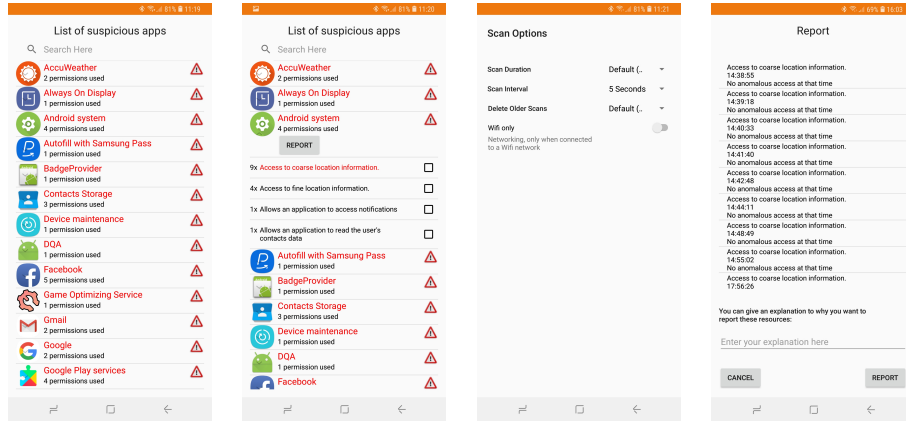 81% 11:19
List of suspicious apps
Search Here
AccuWeather
2 permissions used
Always On Display
1 permission used
Android system
4 permissions used
Autofill with Samsung Pass
1 permission used
BadgeProvider
1 permission used
Contacts Storage
3 permissions used
Device maintenance
1 permission used
DQA
1 permission used
Facebook
5 permissions used
Game Optimizing Service
1 permission used
Gmail
2 permissions used
Google
2 permissions used
Google Play services
4 permissions used
81% 11:20
List of suspicious apps
Search Here
AccuWeather
2 permissions used
Always On Display
1 permission used
Android system
4 permissions used
REPORT
9x Access to coarse location information.
4x Access to fine location information.
1x Allows an application to access notifications
1x Allows an application to read the user's
contacts data
Autofill with Samsung Pass
1 permission used
BadgeProvider
1 permission used
Contacts Storage
3 permissions used
Device maintenance
1 permission used
DQA
1 permission used
Facebook
81% 11:21
Scan Options
Scan Duration Default (..
Scan Interval 5 Seconds
Delete Older Scans Default (..
Wifi only
Networking, only when connected
to a Wifi network
69% 16:03
Report
Access to coarse location information.
14:38:55
No anomalous access at that time
Access to coarse location information.
14:39:18
No anomalous access at that time
Access to coarse location information.
14:40:33
No anomalous access at that time
Access to coarse location information.
14:41:40
No anomalous access at that time
Access to coarse location information.
14:42:48
No anomalous access at that time
Access to coarse location information.
14:44:11
No anomalous access at that time
Access to coarse location information.
14:48:49
No anomalous access at that time
Access to coarse location information.
14:55:02
No anomalous access at that time
Access to coarse location information.
17:56:26
You can give an explanation to why you want to
report these resources:
Enter your explanation here
CANCEL REPORT